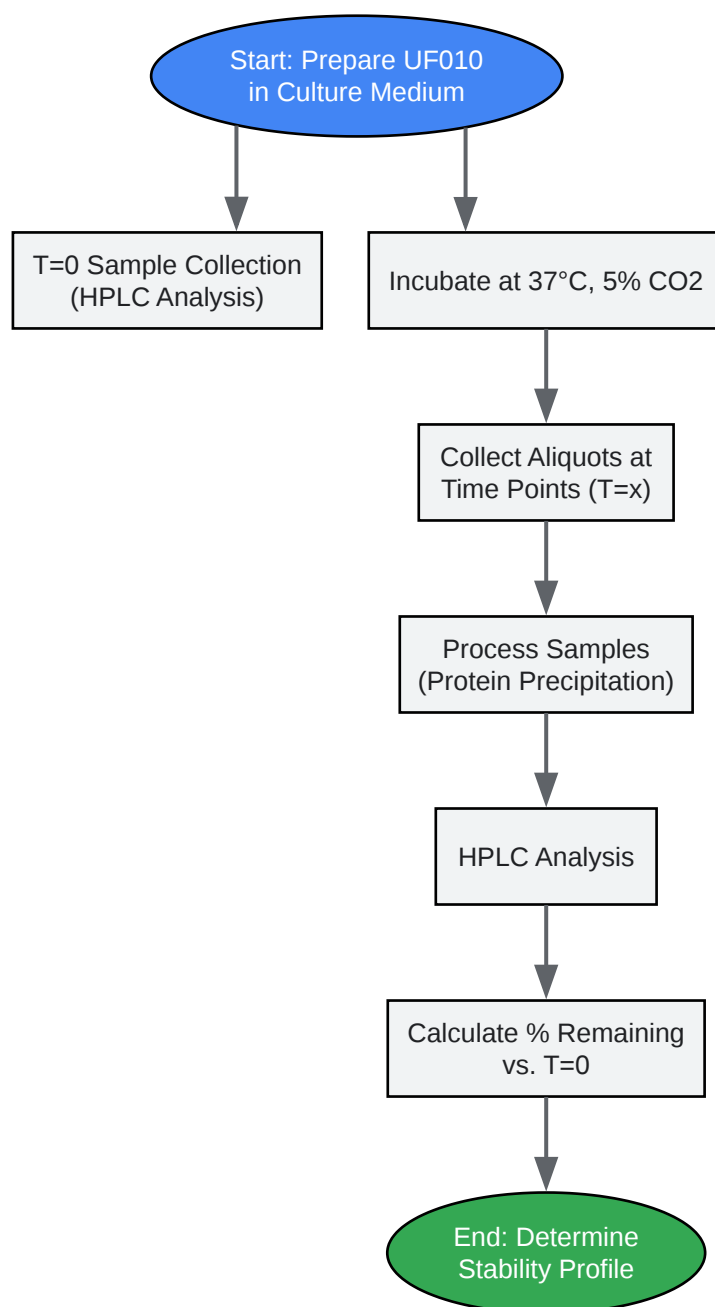 Start: Prepare UF010
in Culture Medium
T=0 Sample Collection
(HPLC Analysis)
Incubate at 37°C, 5% CO2
Collect Aliquots at
Time Points (T=x)
Process Samples
(Protein Precipitation)
HPLC Analysis
Calculate % Remaining
vs. T=0
End: Determine
Stability Profile